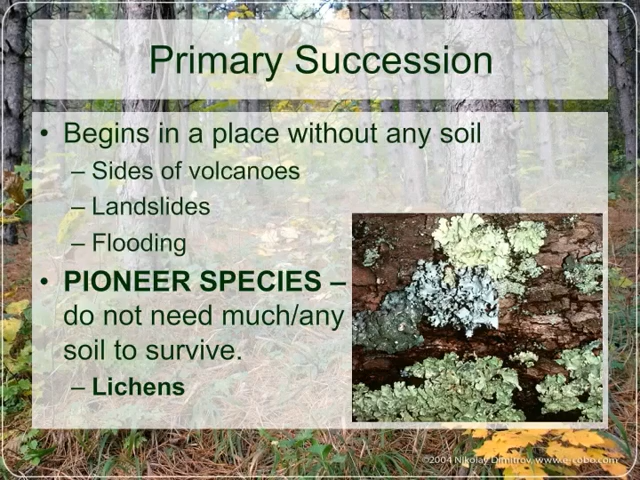 Primary Succession
• Begins in a place without any soil
– Sides of volcanoes
– Landslides
– Flooding
• PIONEER SPECIES –
do not need much/any
soil to survive.
– Lichens
©2004 Nikolay Dimitrov www.e-cobo.com